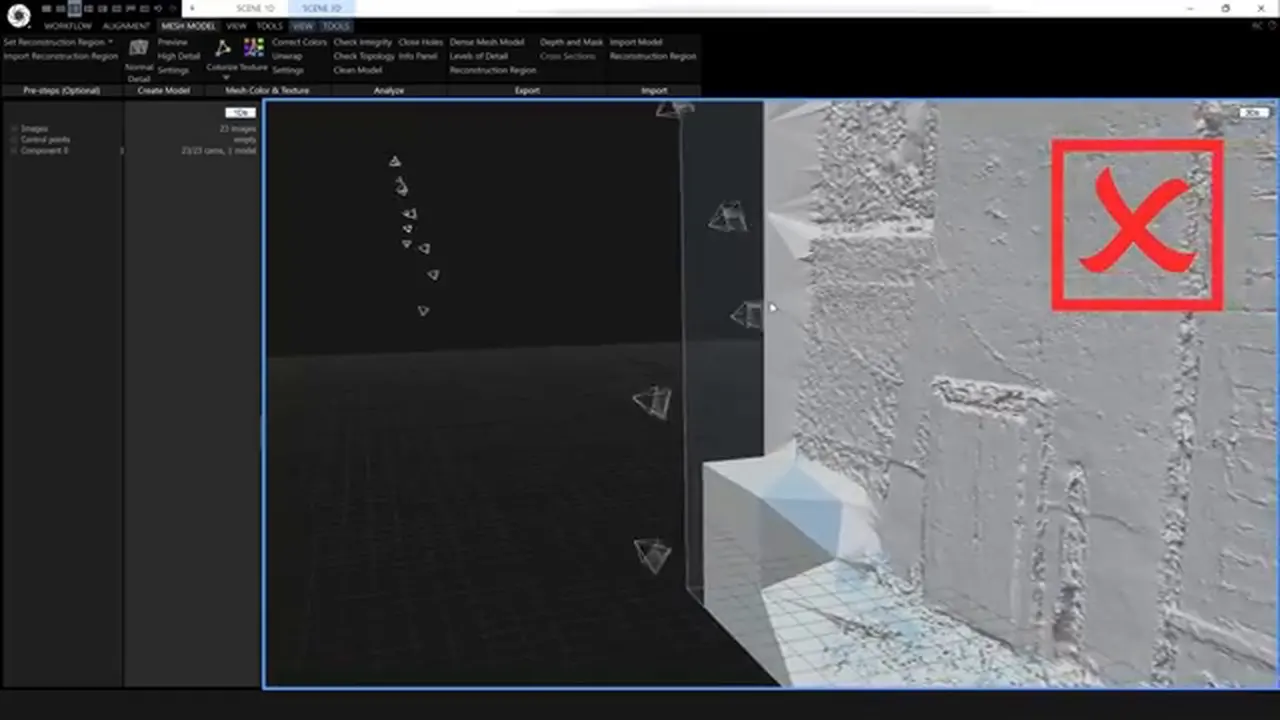 SCENE 1D SCENE 3D
WORKFLOW ALIGNMENT MESH MODEL VIEW TOOLS VIEW TOOLS
Set Reconstruction Region Preview Correct Colors Check Integrity Close Holes Dense Mesh Model Depth and Mask Import Model
Import Reconstruction Region High Detail Unwrap Check Topology Info Panel Levels of Detail Cross Sections Reconstruction Region
Normal Detail Settings Colorize Texture Settings Clean Model Reconstruction Region
Pre-steps (Optional) Create Model Mesh Color & Texture Analyze Export Import
1Ds
3Ds
Images 23 images
Control points empty
Component 0 23/23 cams, 1 model